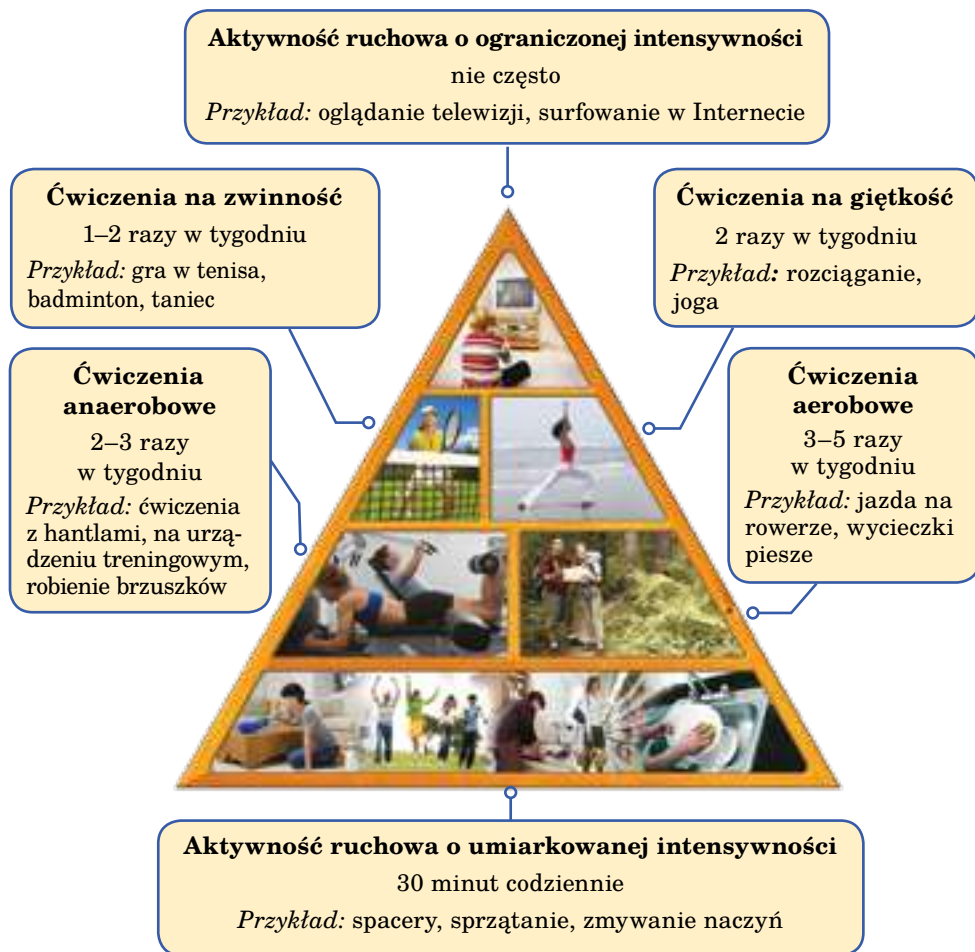 Aktywność ruchowa o ograniczonej intensywności
nie często
Przykład: oglądanie telewizji, surfowanie w Internecie
Ćwiczenia na zwinność
1–2 razy w tygodniu
Przykład: gra w tenisa,
badminton, taniec
Ćwiczenia na giętkość
2 razy w tygodniu
Przykład: rozciąganie,
joga
Ćwiczenia
anaerobowe
2–3 razy
w tygodniu
Przykład: ćwiczenia
z hantlami, na urzą-
dzeniu treningowym,
robienie brzuszków
Ćwiczenia
aerobowe
3–5 razy
w tygodniu
Przykład: jazda na
rowerze, wycieczki
piesze
Aktywność ruchowa o umiarkowanej intensywności
30 minut codziennie
Przykład: spacery, sprzątanie, zmywanie naczyń